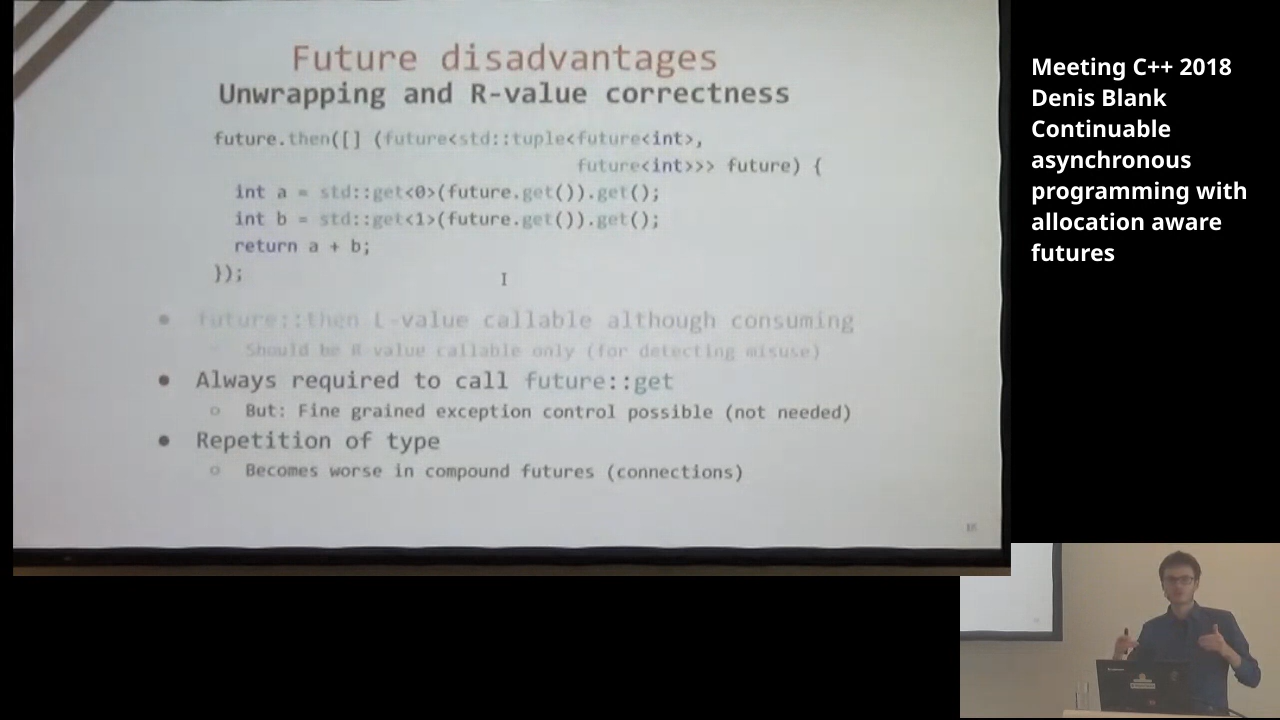 Future disadvantages
Unwrapping and R-value correctness
future.then([] (future<std::tuple<future<int>,
future<int>>> future) {
int a = std::get<0>(future.get()).get();
int b = std::get<1>(future.get()).get();
return a + b;
});
● future::then L-value callable although consuming
○ Should be R-value callable only (for detecting misuse)
● Always required to call future::get
○ But: Fine grained exception control possible (not needed)
● Repetition of type
○ Becomes worse in compound futures (connections)
Meeting C++ 2018
Denis Blank
Continuable
asynchronous
programming with
allocation aware
futures